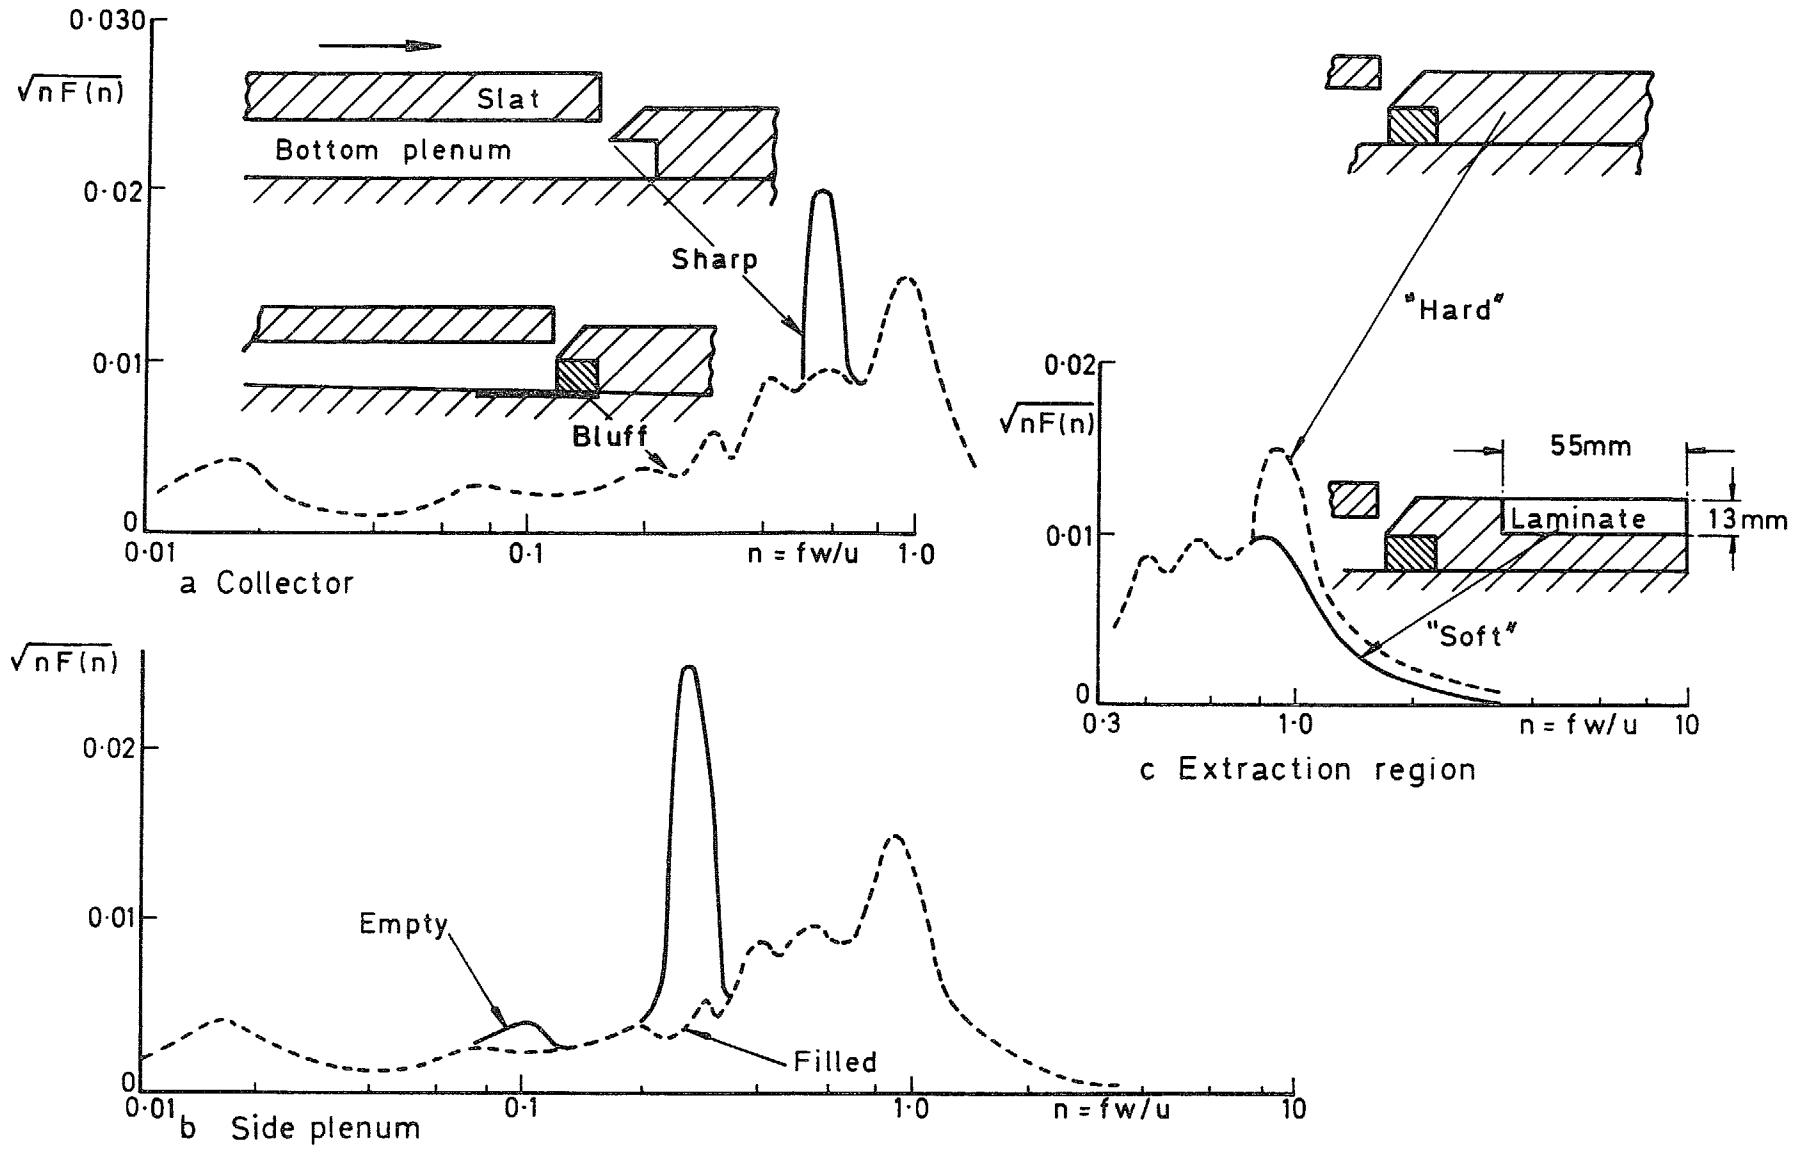 0·030
√nF(n)
Slat
Bottom plenum
0·02
Sharp
0·01
Bluff
0
0·01
0·1
n = fw/u
1·0
a Collector
"Hard"
0·02
√nF(n)
55mm
Laminate
13mm
0·01
"Soft"
0
0·3
1·0
n = fw/u
10
c Extraction region
√nF(n)
0·02
0·01
Empty
Filled
0
0·01
0·1
1·0
n = fw/u
10
b Side plenum